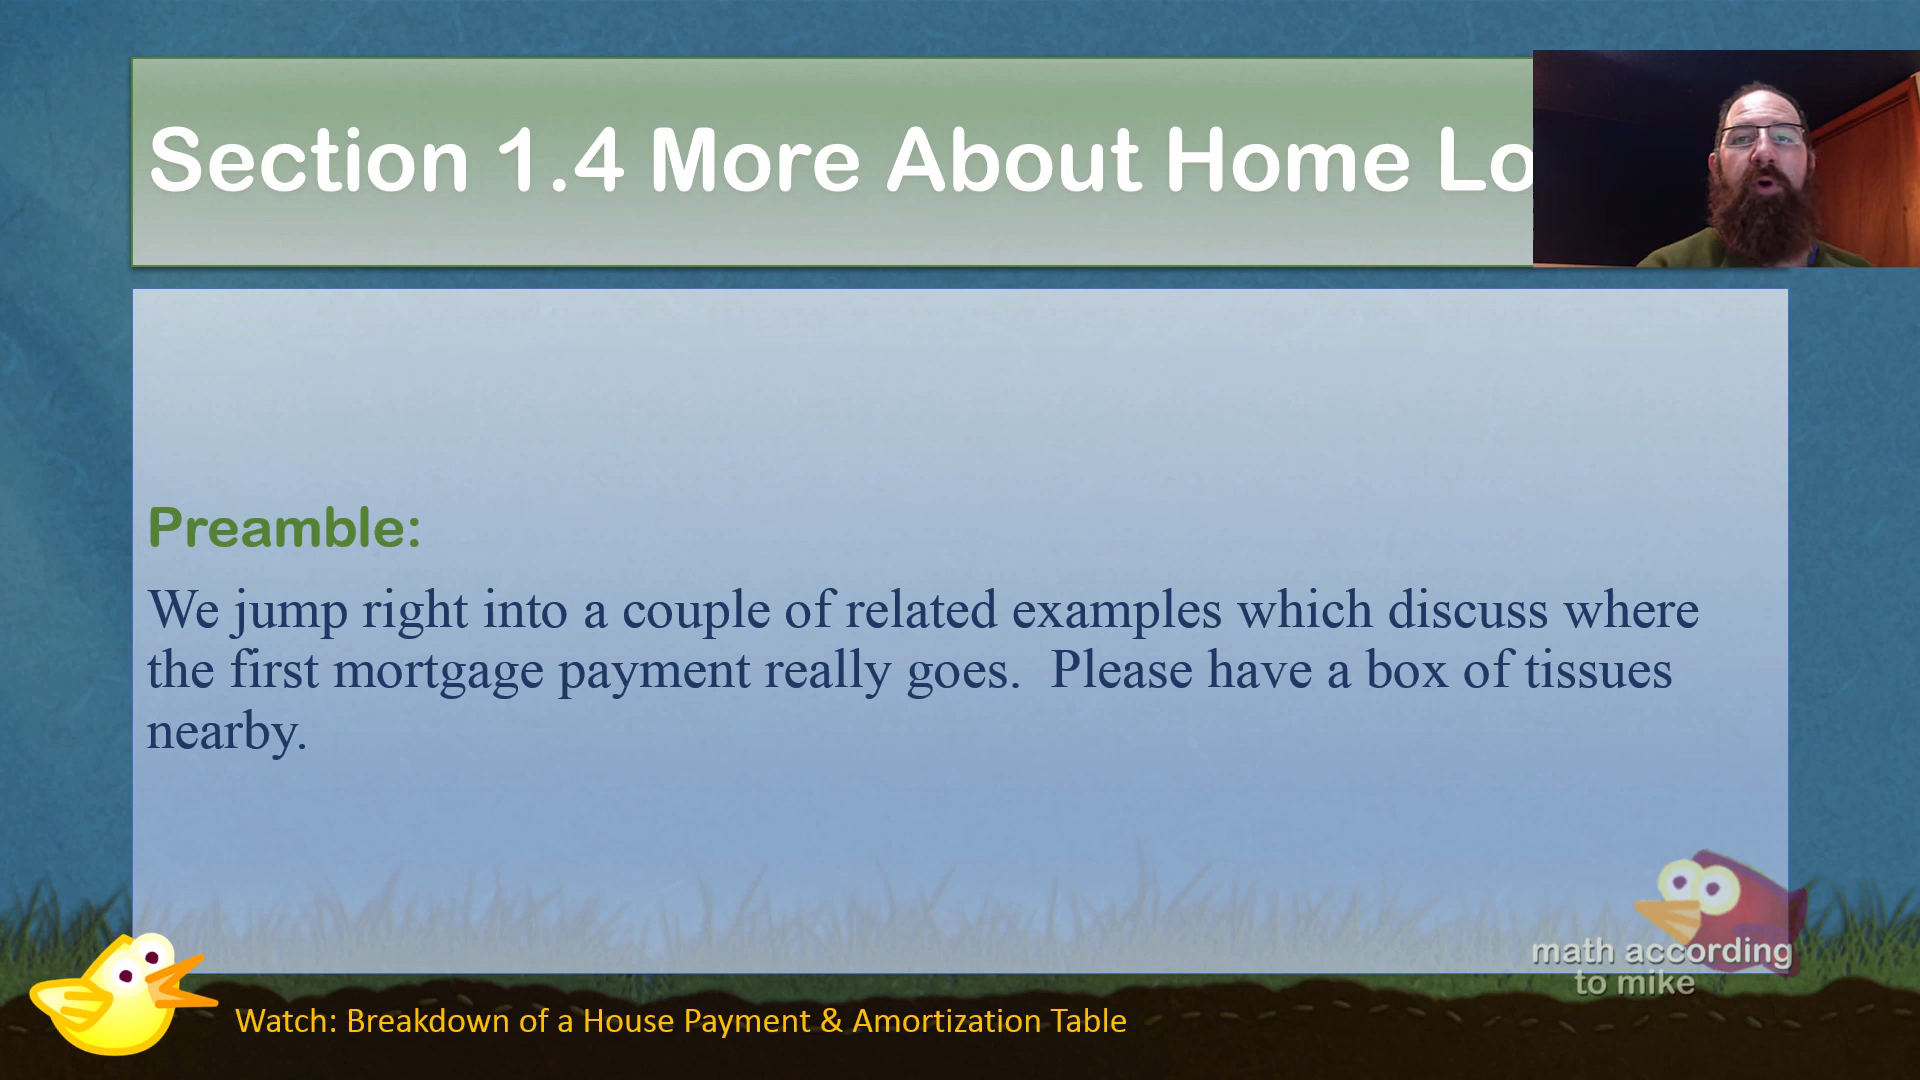 Section 1.4 More About Home Lo
Preamble:
We jump right into a couple of related examples which discuss where
the first mortgage payment really goes.  Please have a box of tissues
nearby.
math according
to mike
Watch: Breakdown of a House Payment & Amortization Table